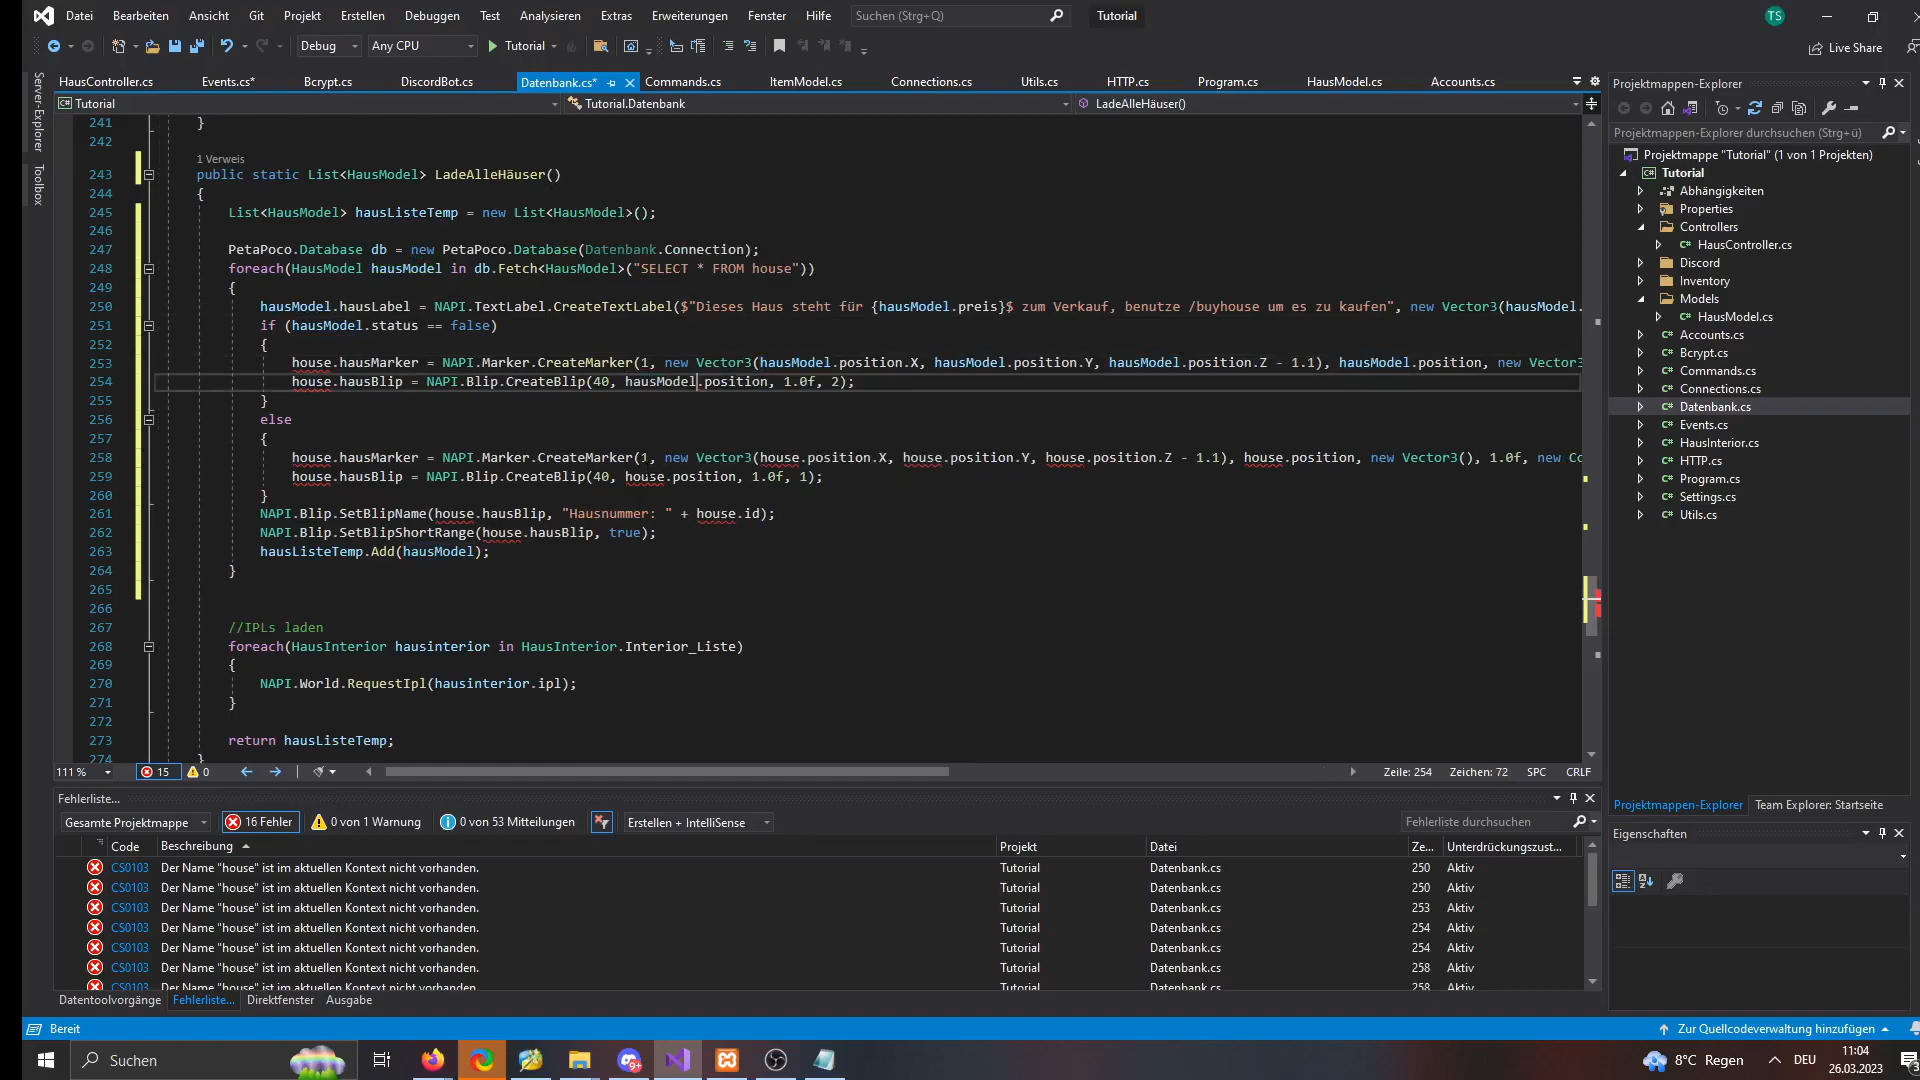 Datei Bearbeiten Ansicht Git Projekt Erstellen Debuggen Test Analysieren Extras Erweiterungen Fenster Hilfe Suchen (Strg+Q) Tutorial TS
Debug Any CPU Tutorial Live Share
HausController.cs Events.cs* Bcrypt.cs DiscordBot.cs Datenbank.cs* Commands.cs ItemModel.cs Connections.cs Utils.cs HTTP.cs Program.cs HausModel.cs Accounts.cs
Tutorial Tutorial.Datenbank LadeAlleHäuser()
Server-Explorer
Toolbox
241 }
242
1 Verweis
243 public static List<HausModel> LadeAlleHäuser()
244 {
245 List<HausModel> hausListeTemp = new List<HausModel>();
246
247 PetaPoco.Database db = new PetaPoco.Database(Datenbank.Connection);
248 foreach(HausModel hausModel in db.Fetch<HausModel>("SELECT * FROM house"))
249 {
250 hausModel.hausLabel = NAPI.TextLabel.CreateTextLabel($"Dieses Haus steht für {hausModel.preis}$ zum Verkauf, benutze /buyhouse um es zu kaufen", new Vector3(hausModel.
251 if (hausModel.status == false)
252 {
253 house.hausMarker = NAPI.Marker.CreateMarker(1, new Vector3(hausModel.position.X, hausModel.position.Y, hausModel.position.Z - 1.1), hausModel.position, new Vector3
254 house.hausBlip = NAPI.Blip.CreateBlip(40, hausModel.position, 1.0f, 2);
255 }
256 else
257 {
258 house.hausMarker = NAPI.Marker.CreateMarker(1, new Vector3(house.position.X, house.position.Y, house.position.Z - 1.1), house.position, new Vector3(), 1.0f, new Co
259 house.hausBlip = NAPI.Blip.CreateBlip(40, house.position, 1.0f, 1);
260 }
261 NAPI.Blip.SetBlipName(house.hausBlip, "Hausnummer: " + house.id);
262 NAPI.Blip.SetBlipShortRange(house.hausBlip, true);
263 hausListeTemp.Add(hausModel);
264 }
265
266
267 //IPLs laden
268 foreach(HausInterior hausinterior in HausInterior.Interior_Liste)
269 {
270 NAPI.World.RequestIpl(hausinterior.ipl);
271 }
272
273 return hausListeTemp;
274 }
111 % 15 0 Zeile: 254 Zeichen: 72 SPC CRLF
Fehlerliste...
Gesamte Projektmappe 16 Fehler 0 von 1 Warnung 0 von 53 Mitteilungen Erstellen + IntelliSense Fehlerliste durchsuchen
Code Beschreibung Projekt Datei Ze... Unterdrückungszust...
CS0103 Der Name "house" ist im aktuellen Kontext nicht vorhanden. Tutorial Datenbank.cs 250 Aktiv
CS0103 Der Name "house" ist im aktuellen Kontext nicht vorhanden. Tutorial Datenbank.cs 250 Aktiv
CS0103 Der Name "house" ist im aktuellen Kontext nicht vorhanden. Tutorial Datenbank.cs 253 Aktiv
CS0103 Der Name "house" ist im aktuellen Kontext nicht vorhanden. Tutorial Datenbank.cs 254 Aktiv
CS0103 Der Name "house" ist im aktuellen Kontext nicht vorhanden. Tutorial Datenbank.cs 254 Aktiv
CS0103 Der Name "house" ist im aktuellen Kontext nicht vorhanden. Tutorial Datenbank.cs 258 Aktiv
CS0103 Der Name "house" ist im aktuellen Kontext nicht vorhanden. Tutorial Datenbank.cs 258 Aktiv
Datentoolvorgänge Fehlerliste... Direktfenster Ausgabe
Projektmappen-Explorer
Projektmappen-Explorer durchsuchen (Strg+ü)
Projektmappe "Tutorial" (1 von 1 Projekten)
Tutorial
Abhängigkeiten
Properties
Controllers
HausController.cs
Discord
Inventory
Models
HausModel.cs
Accounts.cs
Bcrypt.cs
Commands.cs
Connections.cs
Datenbank.cs
Events.cs
HausInterior.cs
HTTP.cs
Program.cs
Settings.cs
Utils.cs
Projektmappen-Explorer Team Explorer: Startseite
Eigenschaften
Bereit Zur Quellcodeverwaltung hinzufügen
Suchen 8°C Regen DEU 11:04
26.03.2023